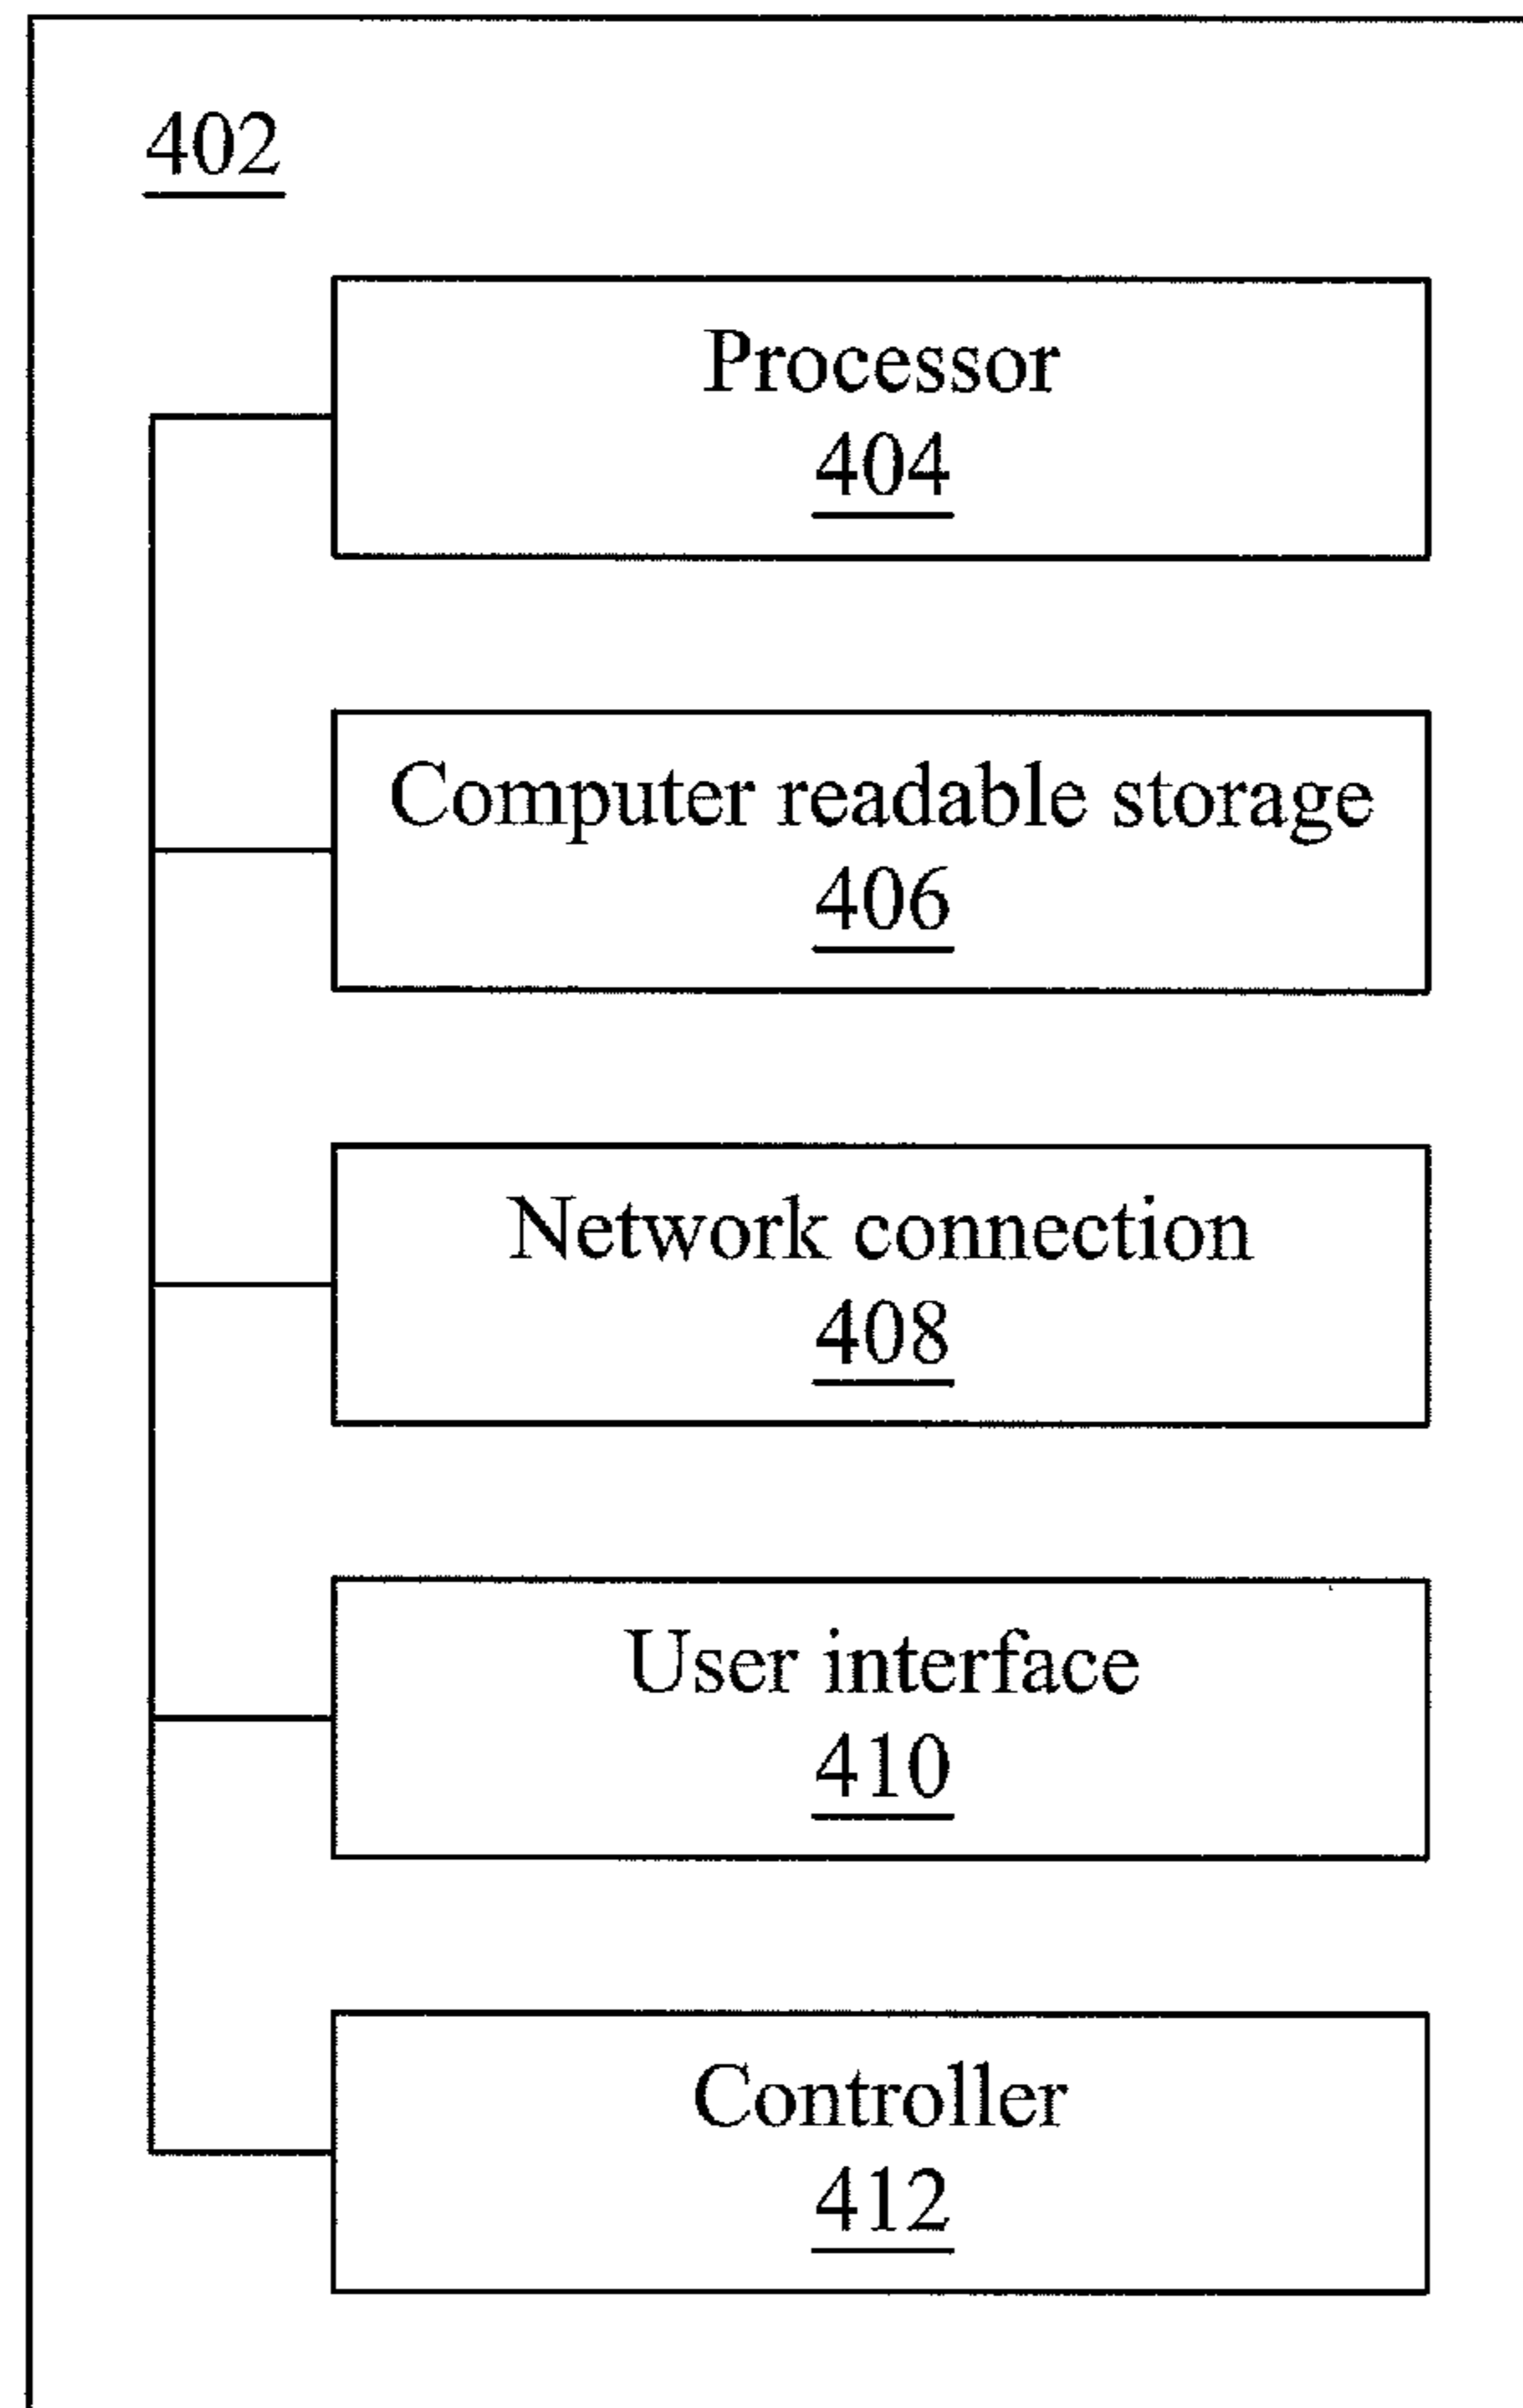 402
Processor
404
Computer readable storage
406
Network connection
408
User interface
410
Controller
412